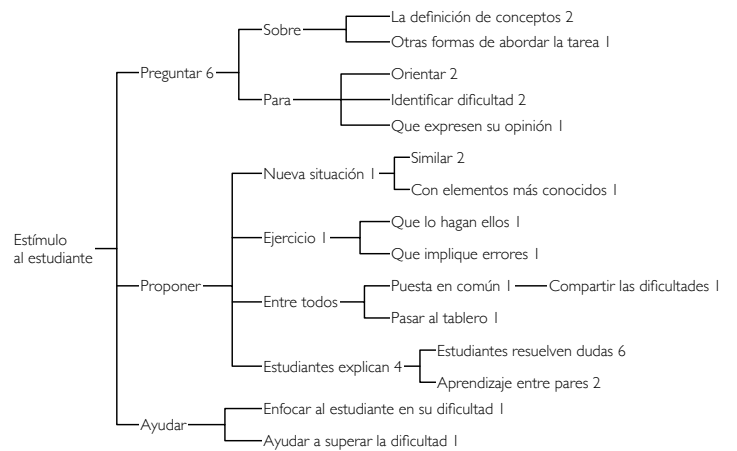 Estímulo
al estudiante
Preguntar 6
Sobre
La definición de conceptos 2
Otras formas de abordar la tarea 1
Para
Orientar 2
Identificar dificultad 2
Que expresen su opinión 1
Proponer
Nueva situación 1
Similar 2
Con elementos más conocidos 1
Ejercicio 1
Que lo hagan ellos 1
Que implique errores 1
Entre todos
Puesta en común 1
Compartir las dificultades 1
Pasar al tablero 1
Estudiantes explican 4
Estudiantes resuelven dudas 6
Aprendizaje entre pares 2
Ayudar
Enfocar al estudiante en su dificultad 1
Ayudar a superar la dificultad 1